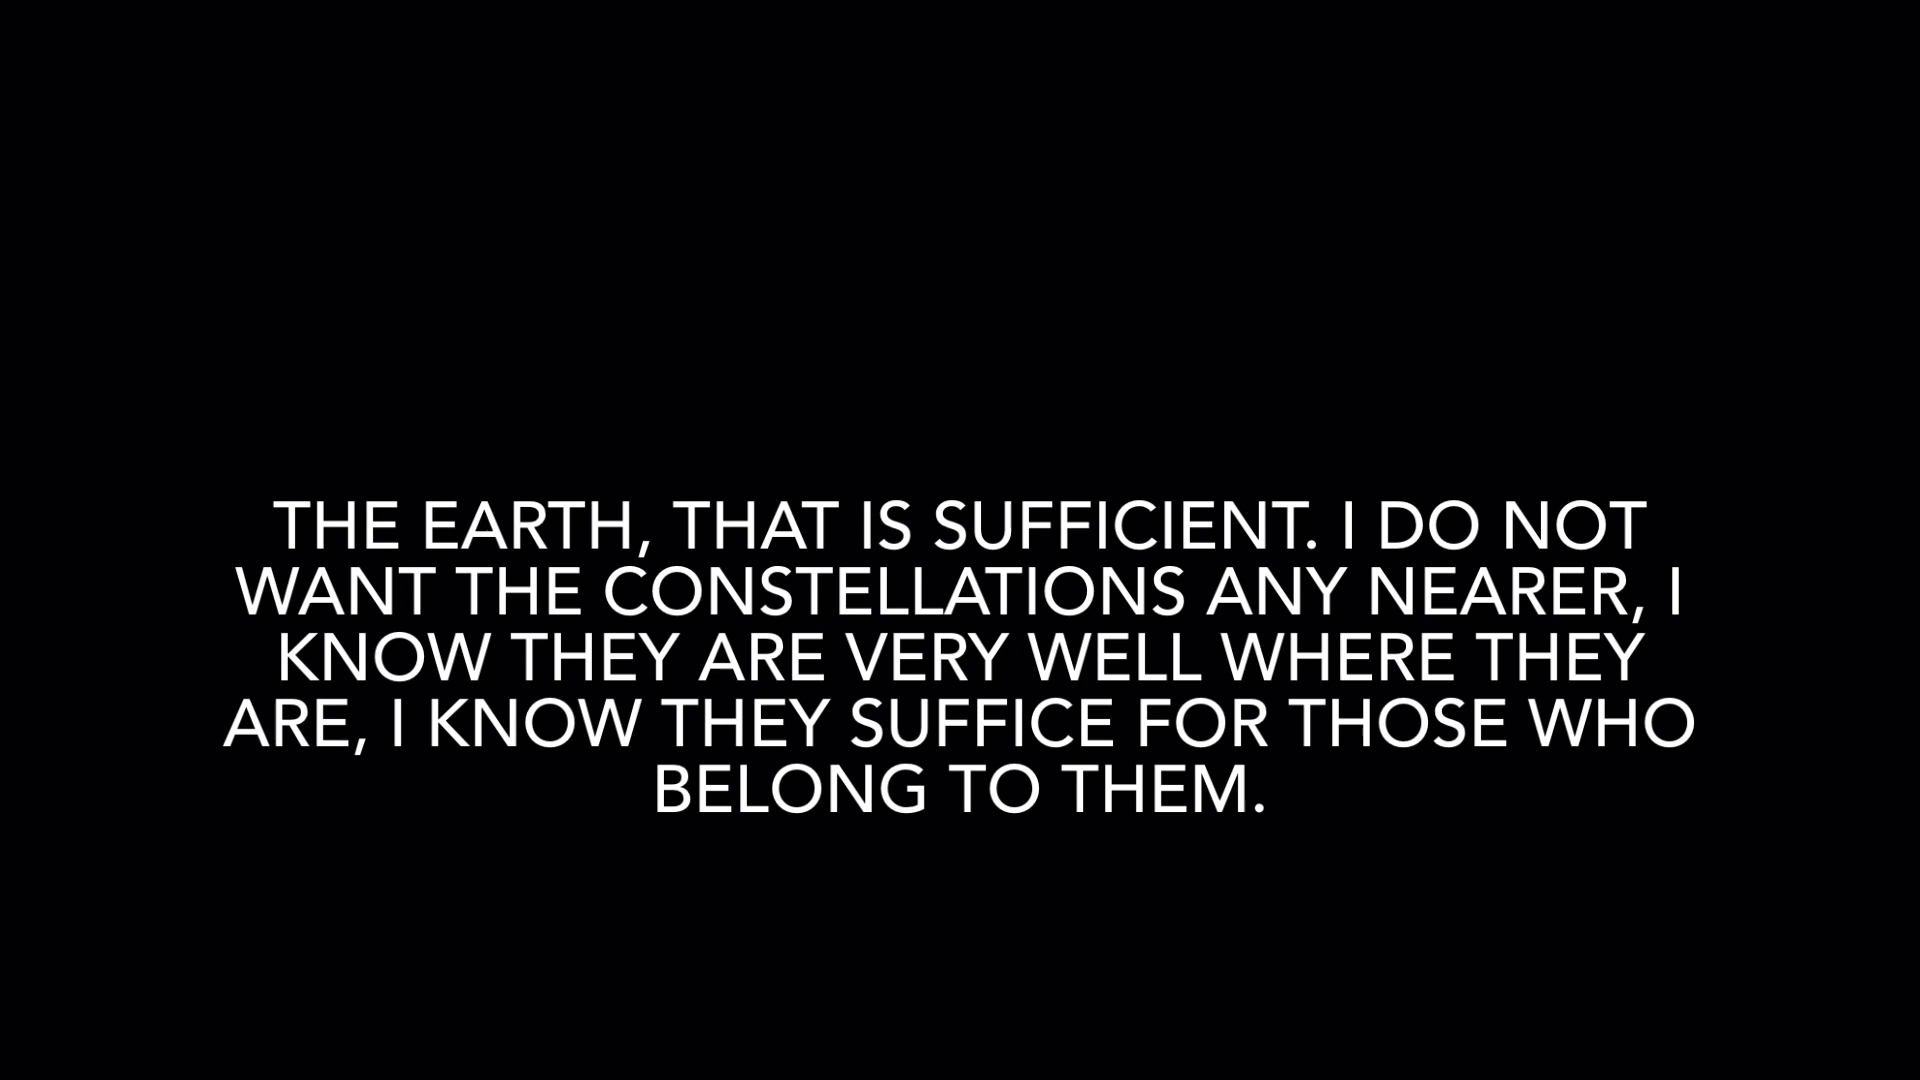 THE EARTH, THAT IS SUFFICIENT. I DO NOT
WANT THE CONSTELLATIONS ANY NEARER, I
KNOW THEY ARE VERY WELL WHERE THEY
ARE, I KNOW THEY SUFFICE FOR THOSE WHO
BELONG TO THEM.